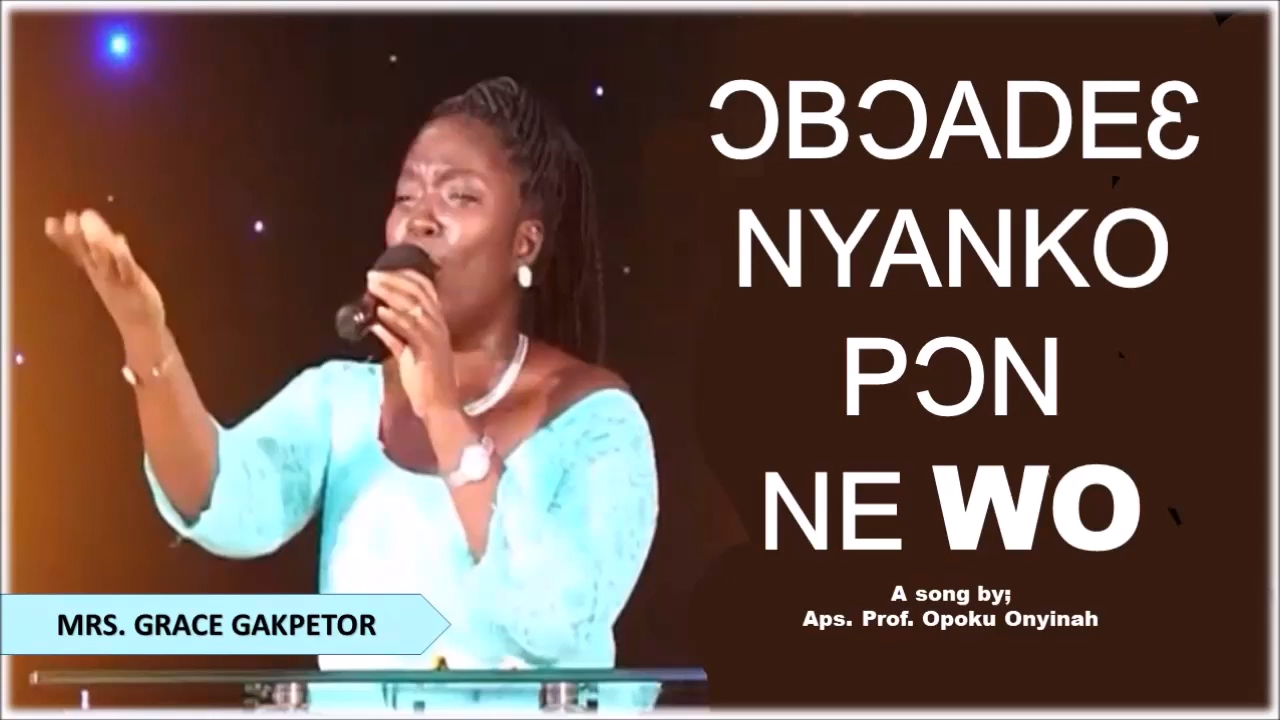 ƆBƆADEƐ
NYANKO
PƆN
NE WO
A song by;
Aps. Prof. Opoku Onyinah
MRS. GRACE GAKPETOR